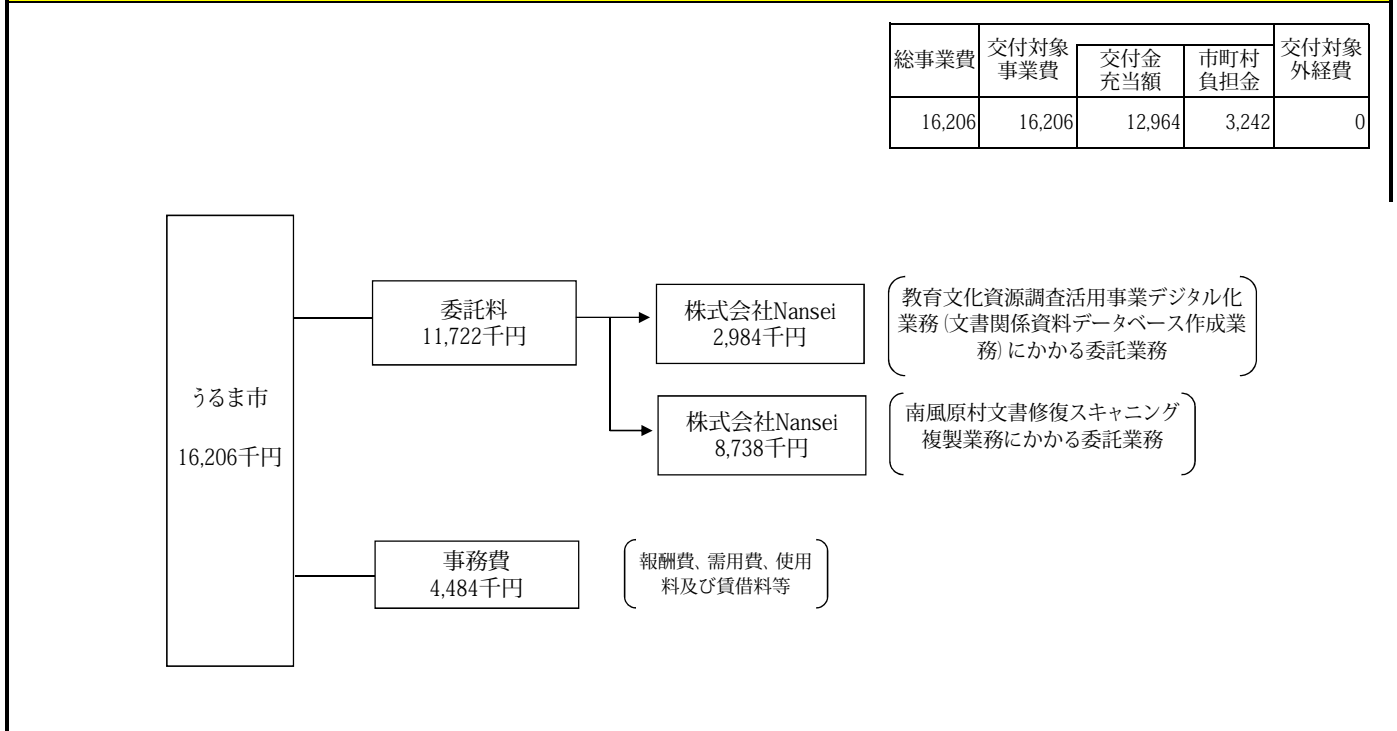 総事業費
交付対象
事業費
交付金
充当額
市町村
負担金
交付対象
外経費
16,206
16,206
12,964
3,242
0
うるま市
16,206千円
委託料
11,722千円
株式会社Nansei
2,984千円
教育文化資源調査活用事業デジタル化
業務(文書関係資料データベース作成業
務)にかかる委託業務
株式会社Nansei
8,738千円
南風原村文書修復スキャニング
複製業務にかかる委託業務
事務費
4,484千円
報酬費、需用費、使用
料及び賃借料等